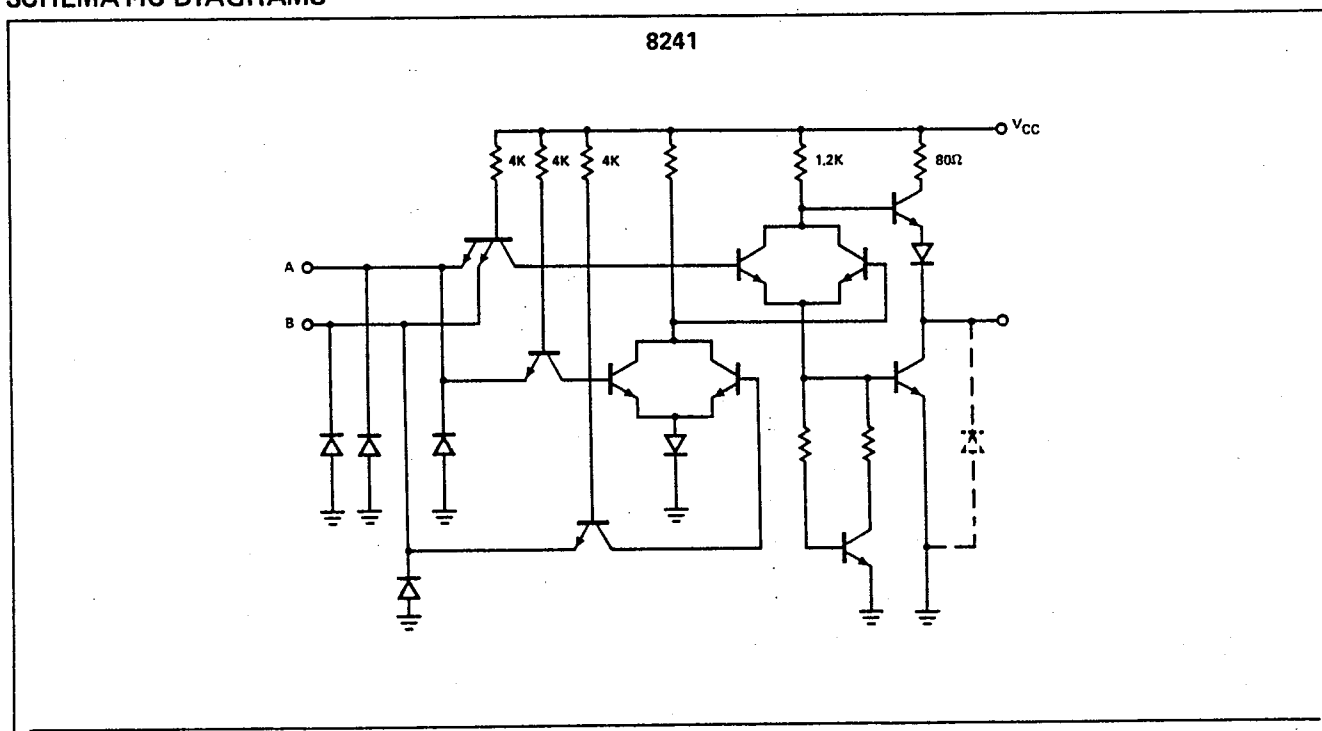 SCHEMATIC DIAGRAMS
8241
VCC
4K 4K 4K 1.2K 80Ω
A
B